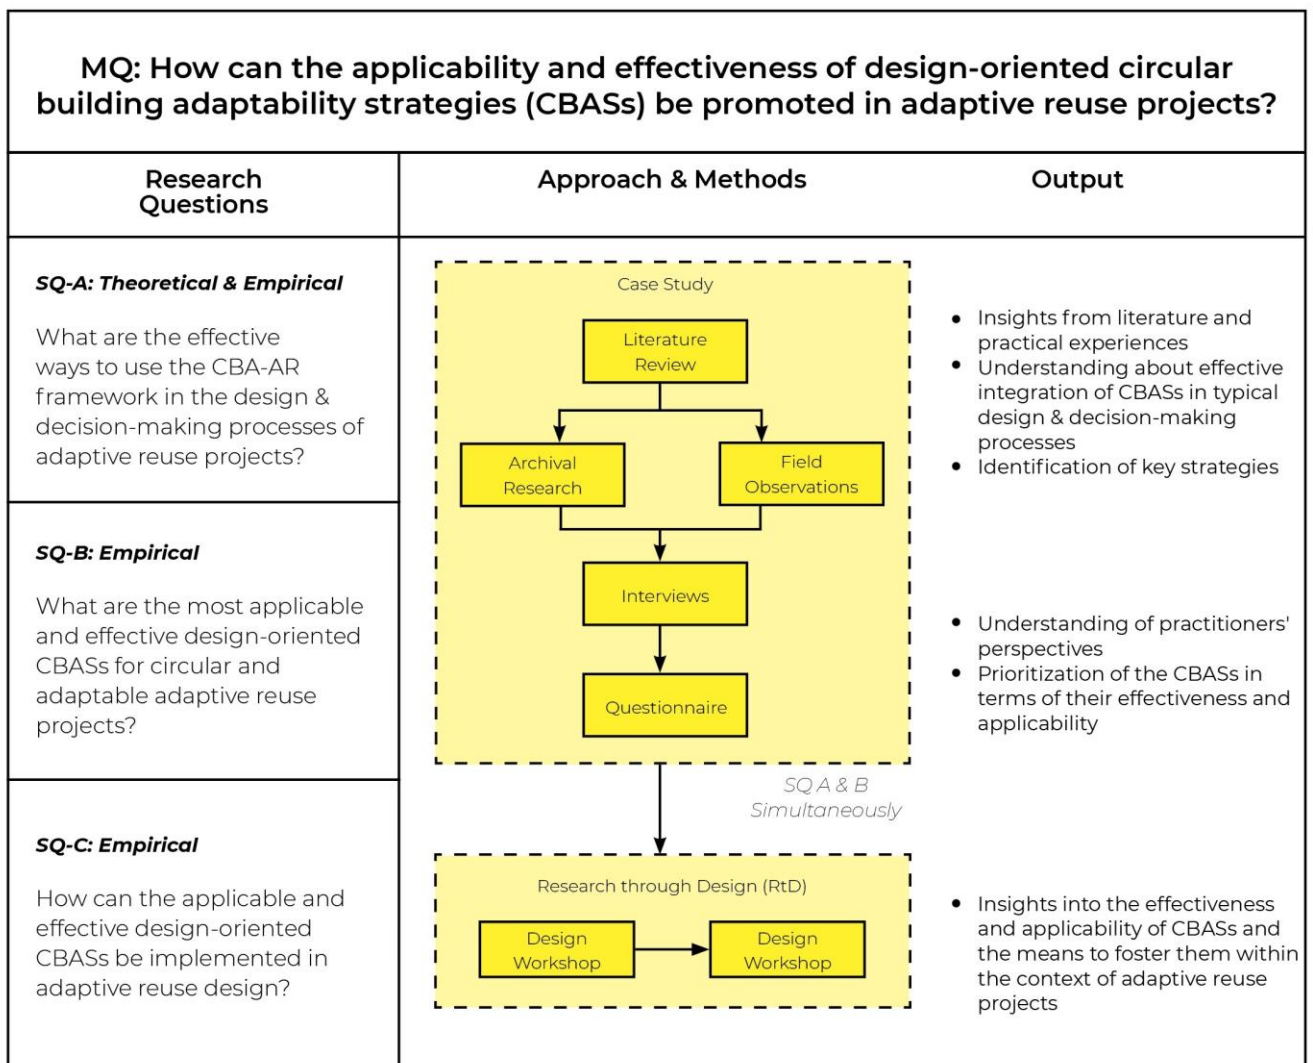 MQ: How can the applicability and effectiveness of design-oriented circular
building adaptability strategies (CBASs) be promoted in adaptive reuse projects?
Research
Questions
Approach & Methods
Output
SQ-A: Theoretical & Empirical
What are the effective
ways to use the CBA-AR
framework in the design &
decision-making processes of
adaptive reuse projects?
SQ-B: Empirical
What are the most applicable
and effective design-oriented
CBASs for circular and
adaptable adaptive reuse
projects?
SQ-C: Empirical
How can the applicable and
effective design-oriented
CBASs be implemented in
adaptive reuse design?
Case Study
Literature
Review
Archival
Research
Field
Observations
Interviews
Questionnaire
SQ A & B
Simultaneously
Research through Design (RtD)
Design
Workshop
Design
Workshop
• Insights from literature and
practical experiences
• Understanding about effective
integration of CBASs in typical
design & decision-making
processes
• Identification of key strategies
• Understanding of practitioners'
perspectives
• Prioritization of the CBASs in
terms of their effectiveness and
applicability
• Insights into the effectiveness
and applicability of CBASs and
the means to foster them within
the context of adaptive reuse
projects